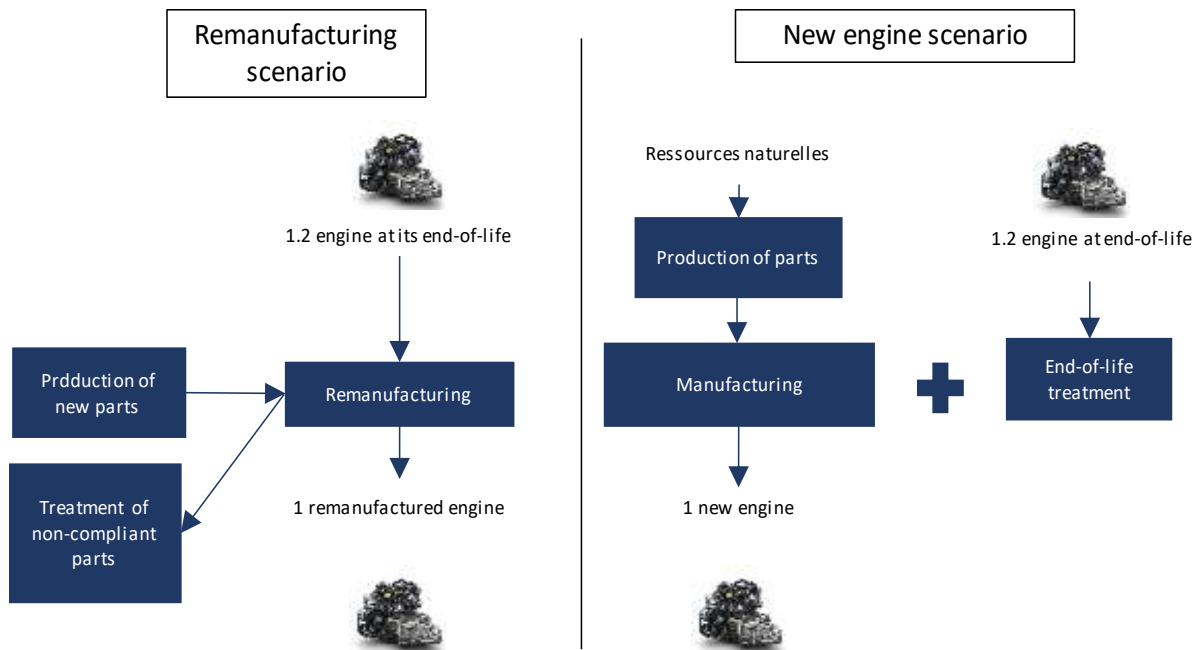 Remanufacturing
scenario
1.2 engine at its end-of-life
Prdduction of
new parts
Remanufacturing
Treatment of
non-compliant
parts
1 remanufactured engine
New engine scenario
Ressources naturelles
Production of parts
1.2 engine at end-of-life
Manufacturing
End-of-life
treatment
1 new engine